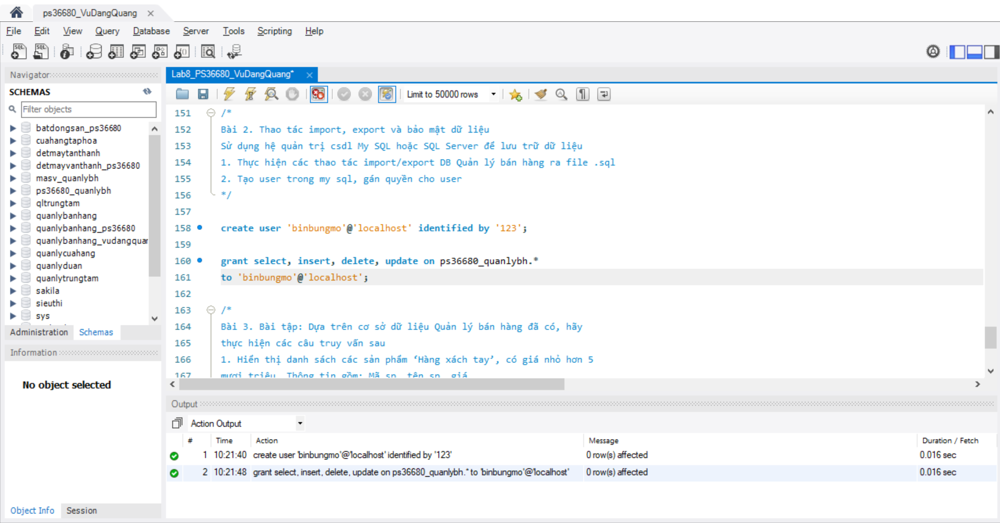 ps36680_VuDangQuang
File Edit View Query Database Server Tools Scripting Help
Navigator
SCHEMAS
Filter objects
batdongsan_ps36680
cuahangtaphoa
detmaytanthanh
detmayvanthanh_ps36680
masv_quanlybh
ps36680_quanlybh
qltrungtam
quanlybanhang
quanlybanhang_ps36680
quanlybanhang_vudangquar
quanlycuahang
quanlyduan
quanlytrungtam
sakila
sieuthi
sys
Administration Schemas
Information
No object selected
Object Info Session
Lab8_PS36680_VuDangQuang*
Limit to 50000 rows
151 /*
152 Bài 2. Thao tác import, export và bảo mật dữ liệu
153 Sử dụng hệ quản trị csdl My SQL hoặc SQL Server để lưu trữ dữ liệu
154 1. Thực hiện các thao tác import/export DB Quản lý bán hàng ra file .sql
155 2. Tạo user trong my sql, gán quyền cho user
156 */
157
158 create user 'binbungmo'@'localhost' identified by '123';
159
160 grant select, insert, delete, update on ps36680_quanlybh.*
161 to 'binbungmo'@'localhost';
162
163 /*
164 Bài 3. Bài tập: Dựa trên cơ sở dữ liệu Quản lý bán hàng đã có, hãy
165 thực hiện các câu truy vấn sau
166 1. Hiển thị danh sách các sản phẩm ‘Hàng xách tay’, có giá nhỏ hơn 5
167 mươi triệu. Thông tin gồm: Mã sp, tên sp, giá
Output
Action Output
# Time Action Message Duration / Fetch
1 10:21:40 create user 'binbungmo'@'localhost' identified by '123' 0 row(s) affected 0.016 sec
2 10:21:48 grant select, insert, delete, update on ps36680_quanlybh.* to 'binbungmo'@'localhost' 0 row(s) affected 0.016 sec